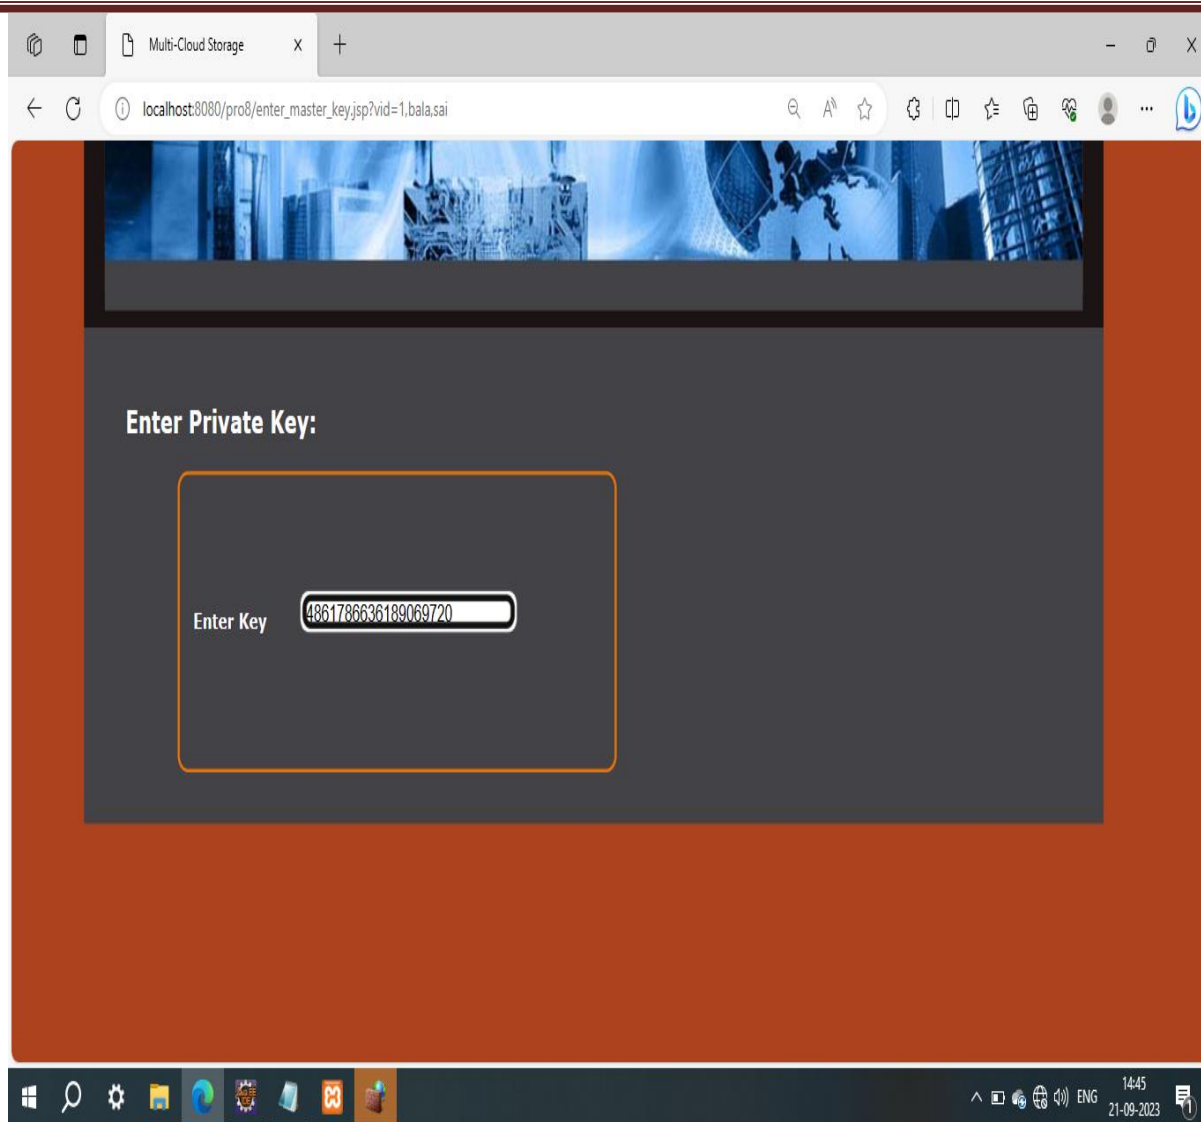 Multi-Cloud Storage
localhost:8080/pro8/enter_master_key.jsp?vid=1,bala,sai
Enter Private Key:
Enter Key 4861786636189069720
ENG
14:45
21-09-2023
1